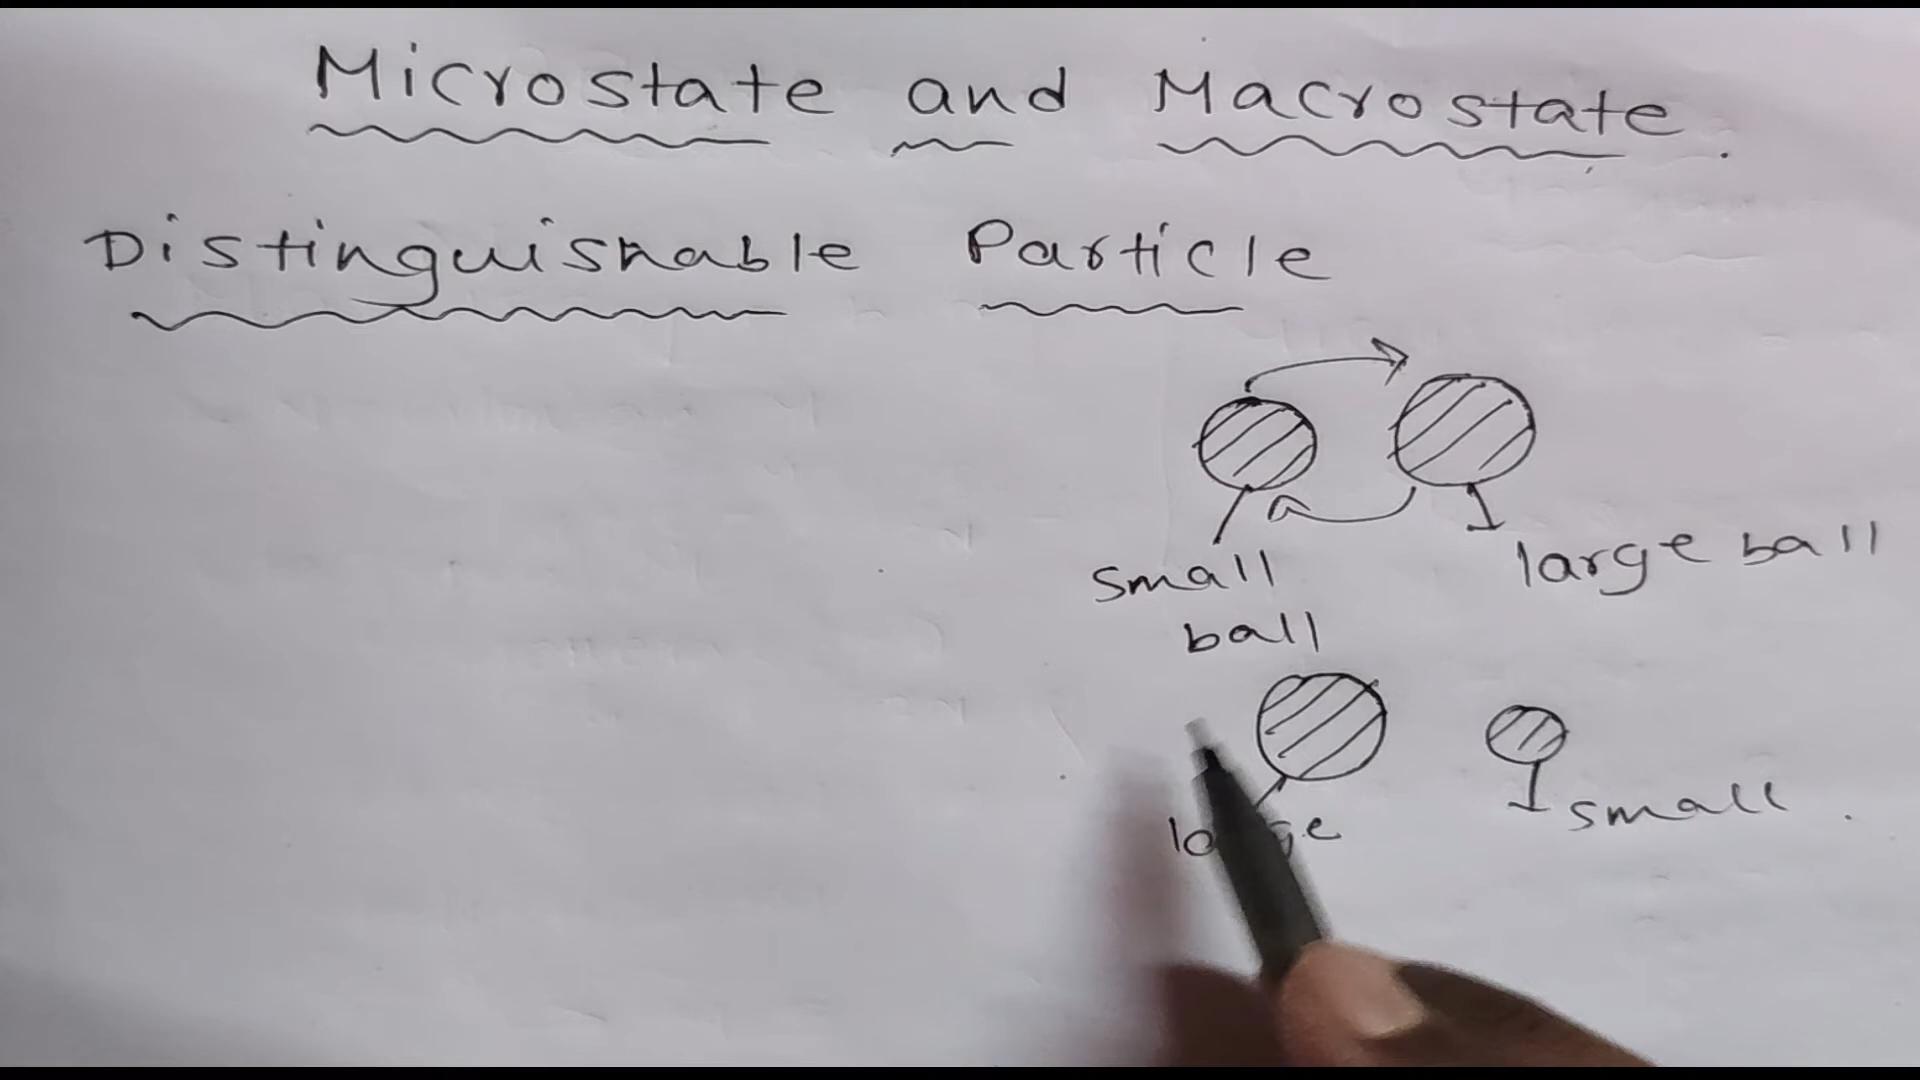 Microstate and Macrostate.
Distinguishable Particle
small
ball
large ball
small.